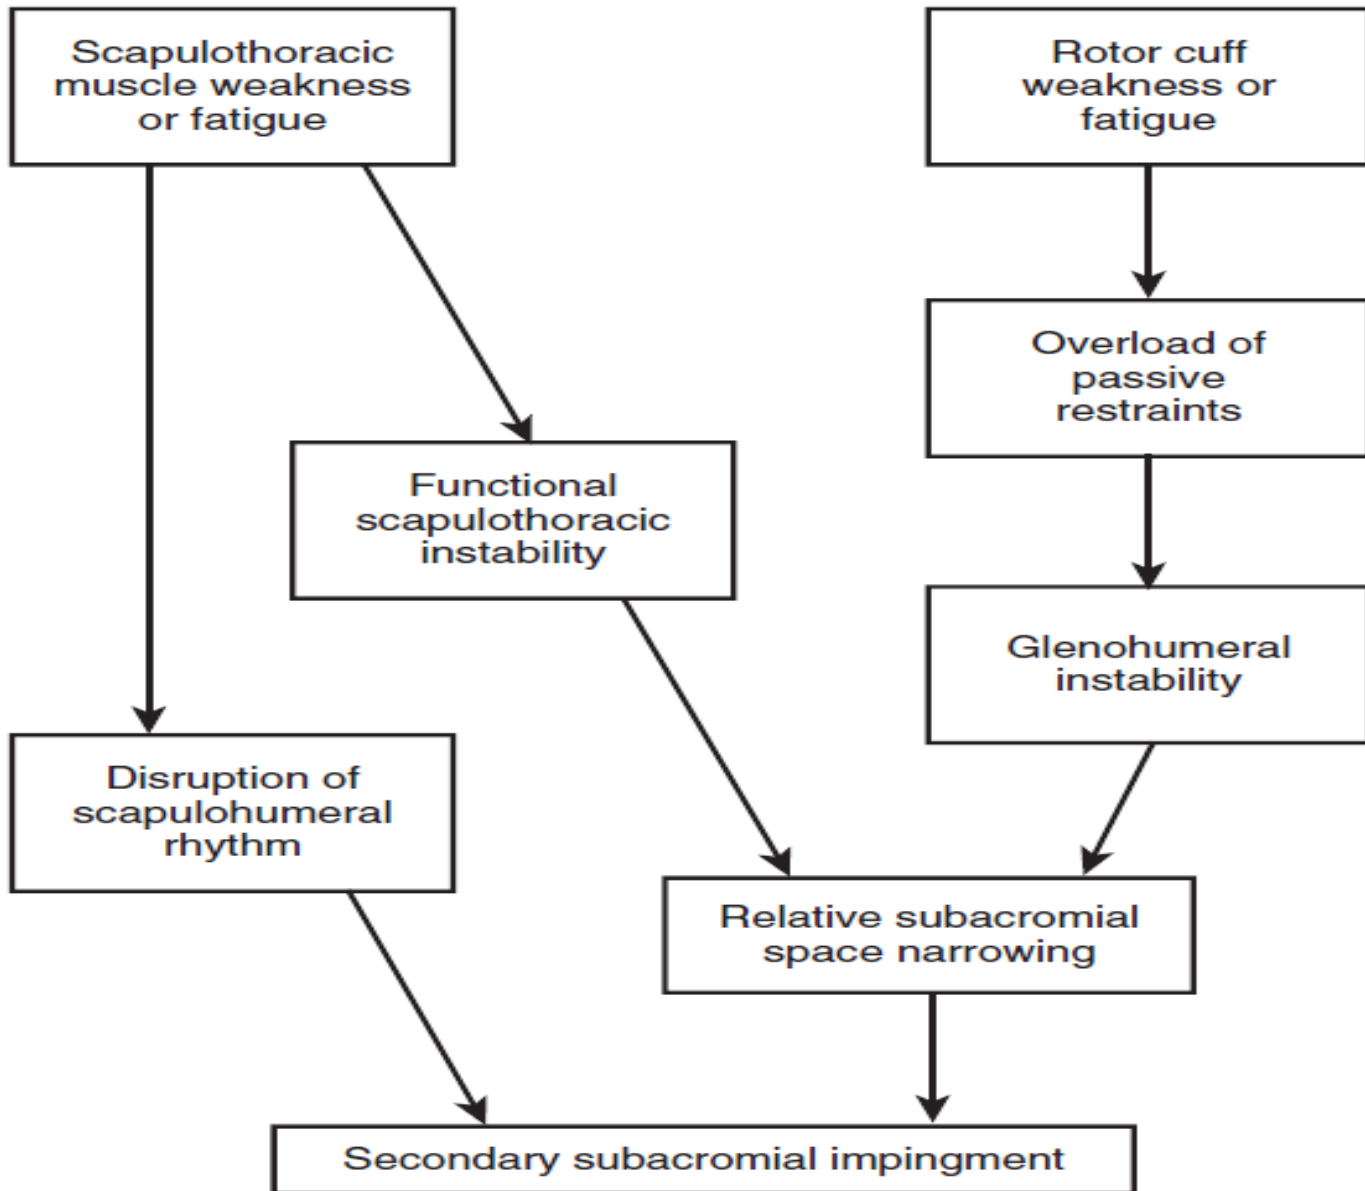 Scapulothoracic
muscle weakness
or fatigue
Rotor cuff
weakness or
fatigue
Overload of
passive
restraints
Functional
scapulothoracic
instability
Glenohumeral
instability
Disruption of
scapulohumeral
rhythm
Relative subacromial
space narrowing
Secondary subacromial impingment